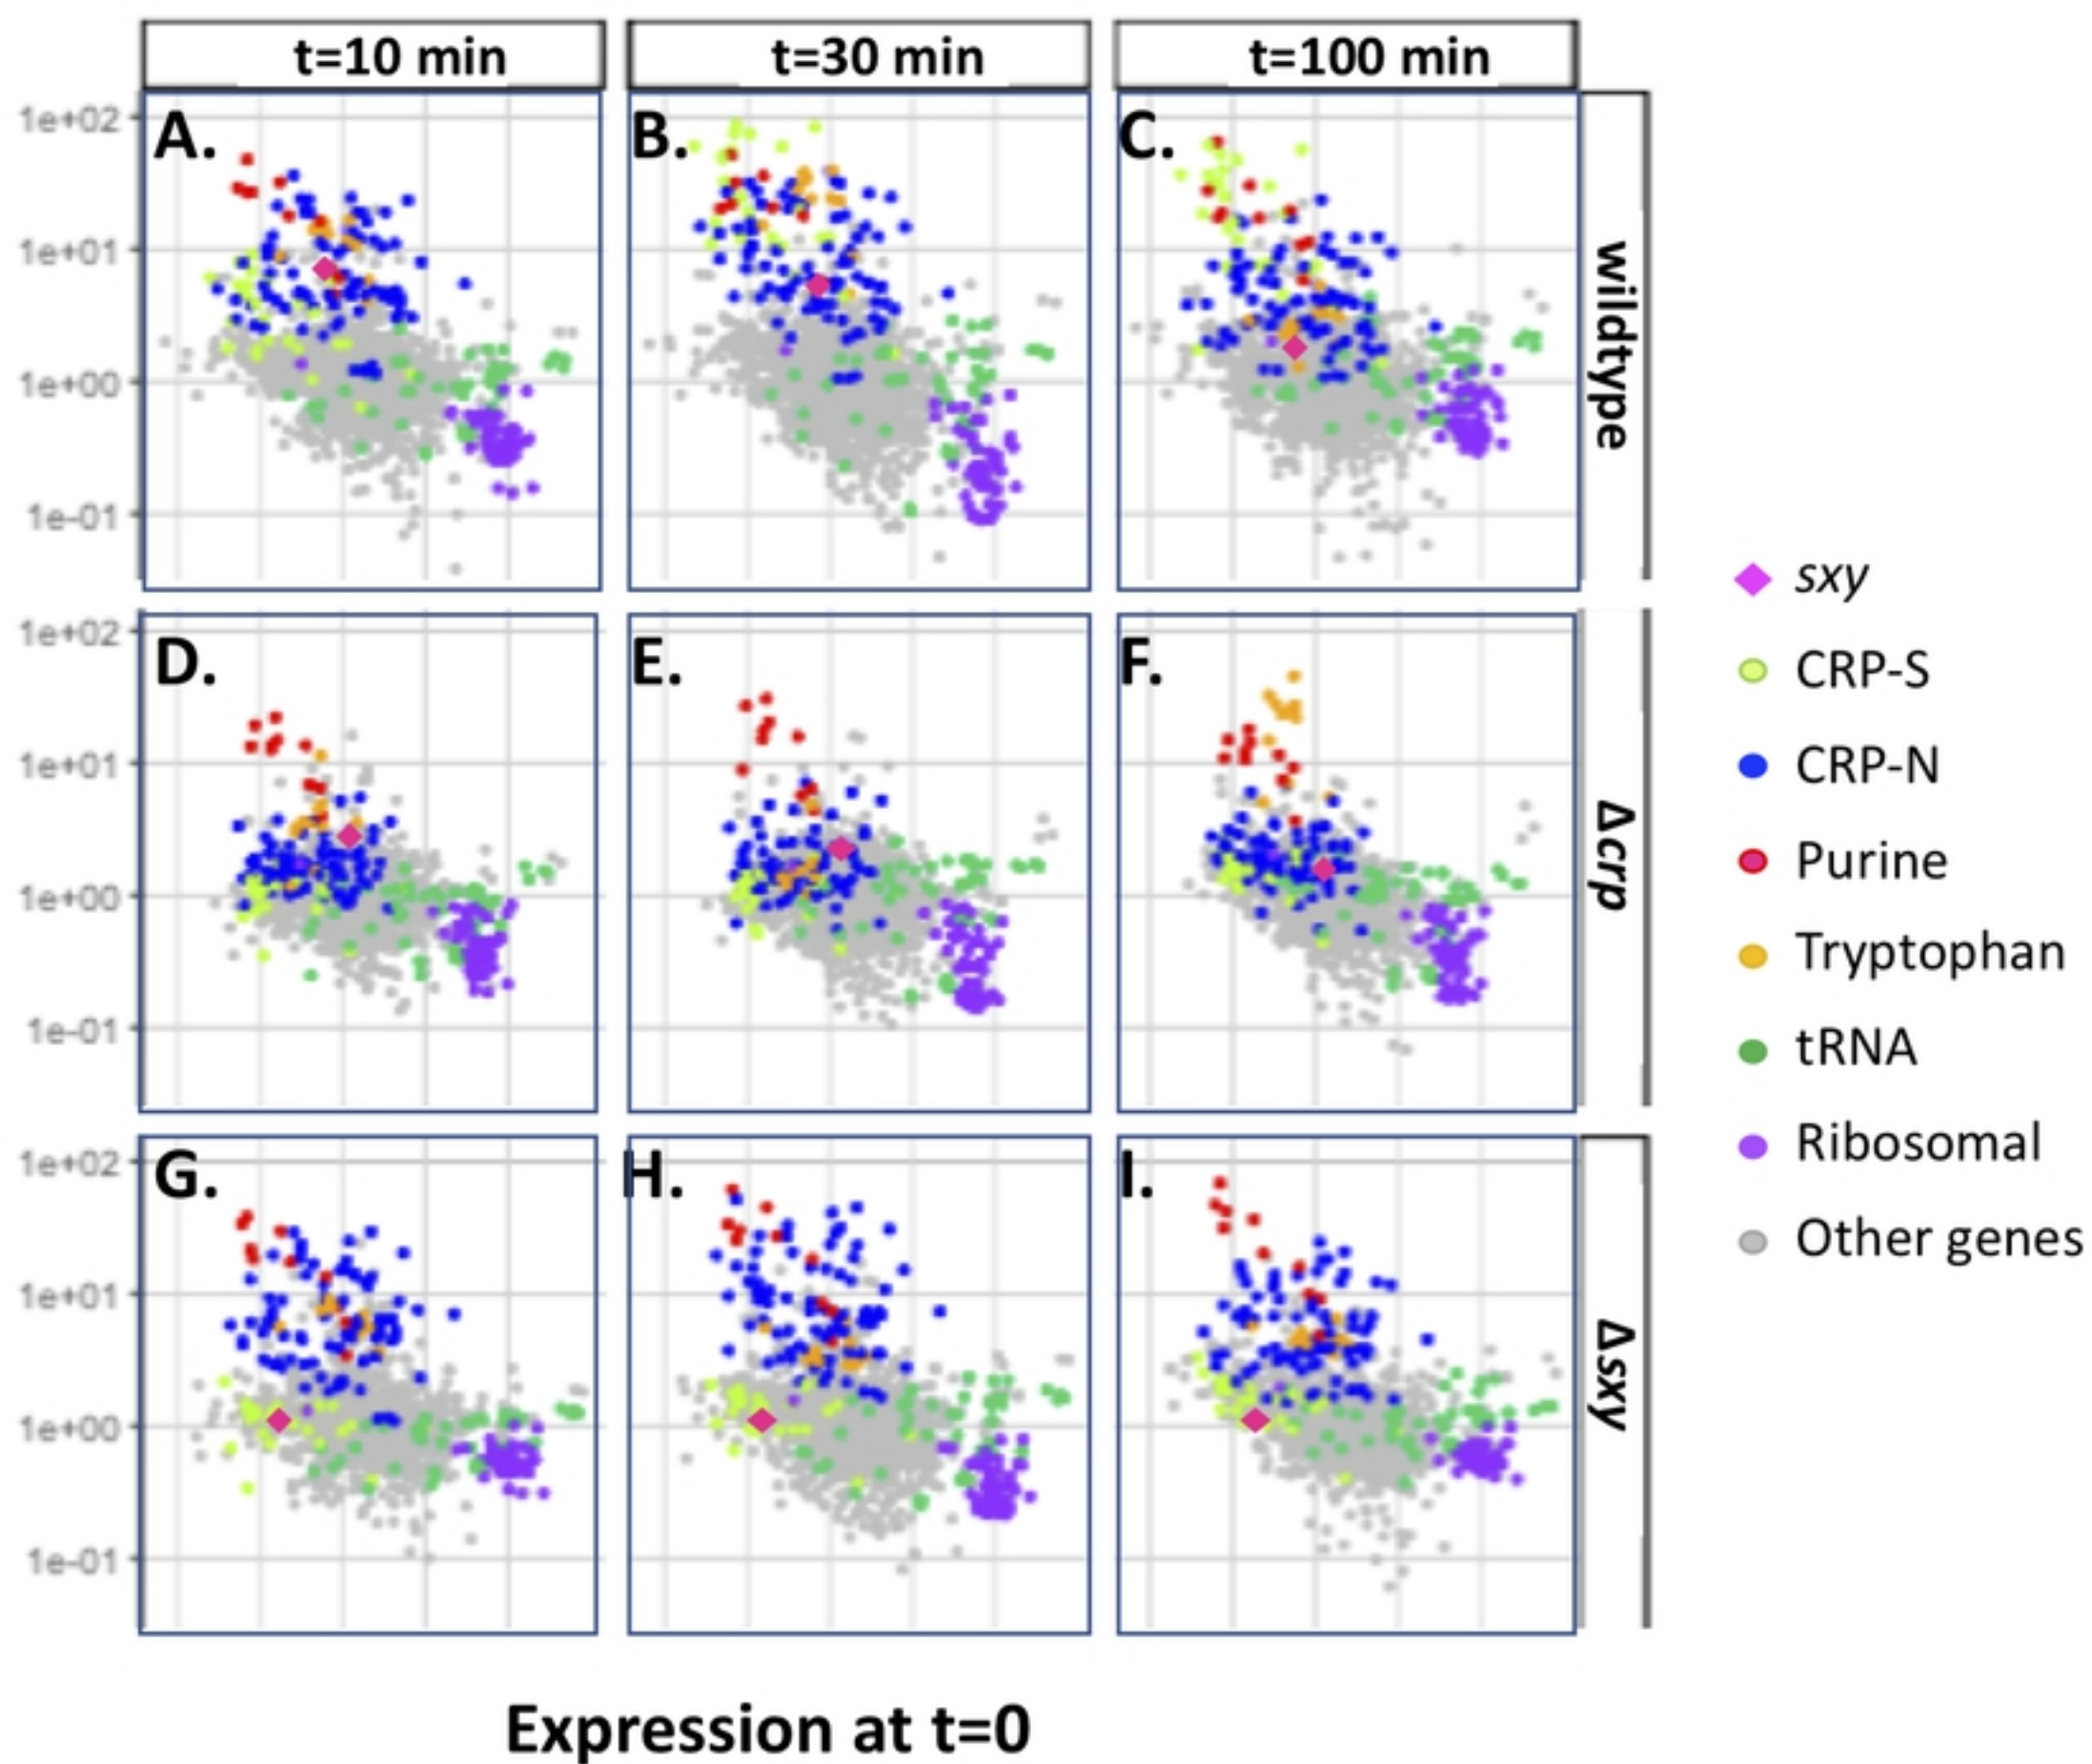 t=10 min t=30 min t=100 min
A. B. C.
1e+02
1e+01
1e+00
1e-01
wildtype
D. E. F.
1e+02
1e+01
1e+00
1e-01
Δcrp
G. H. I.
1e+02
1e+01
1e+00
1e-01
Δsxy
sxy
CRP-S
CRP-N
Purine
Tryptophan
tRNA
Ribosomal
Other genes
Expression at t=0